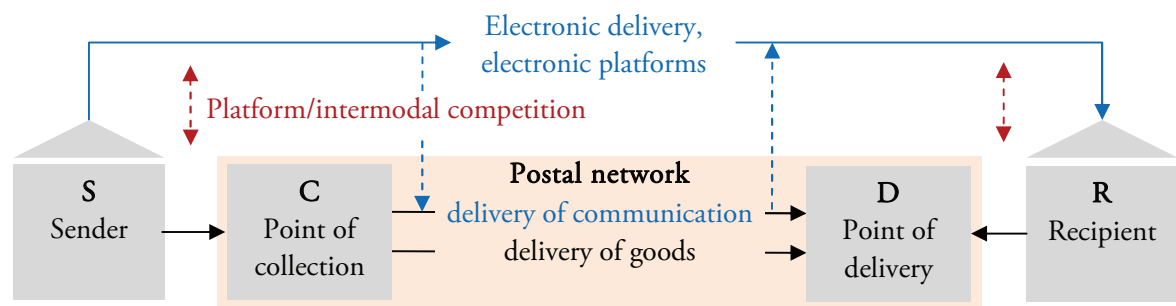 Electronic delivery,
electronic platforms
Platform/intermodal competition
S
Sender
C
Point of
collection
Postal network
delivery of communication
delivery of goods
D
Point of
delivery
R
Recipient